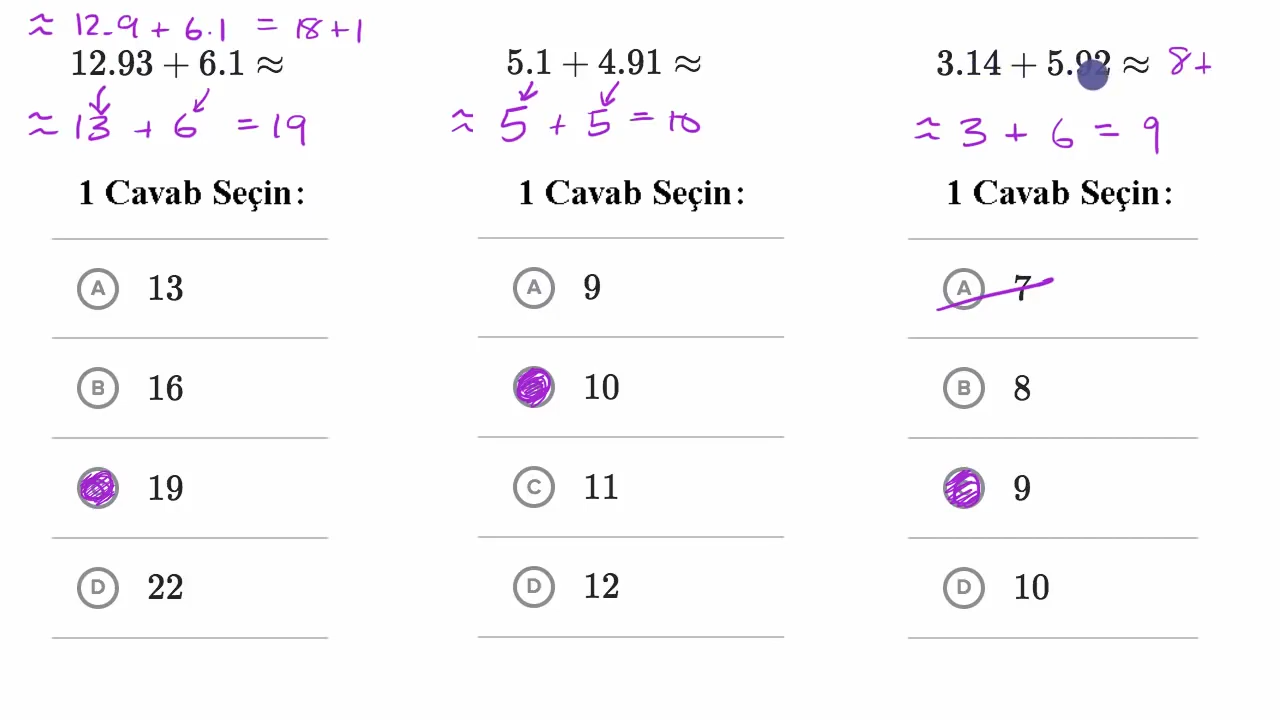 ≈ 12.9 + 6.1 = 18+1
12.93 + 6.1 ≈
≈ 13 + 6 = 19
1 Cavab Seçin:
A 13
B 16
19
D 22
5.1 + 4.91 ≈
≈ 5 + 5 = 10
1 Cavab Seçin:
A 9
10
C 11
D 12
3.14 + 5.92 ≈ 8+
≈ 3 + 6 = 9
1 Cavab Seçin:
A 7
B 8
9
D 10